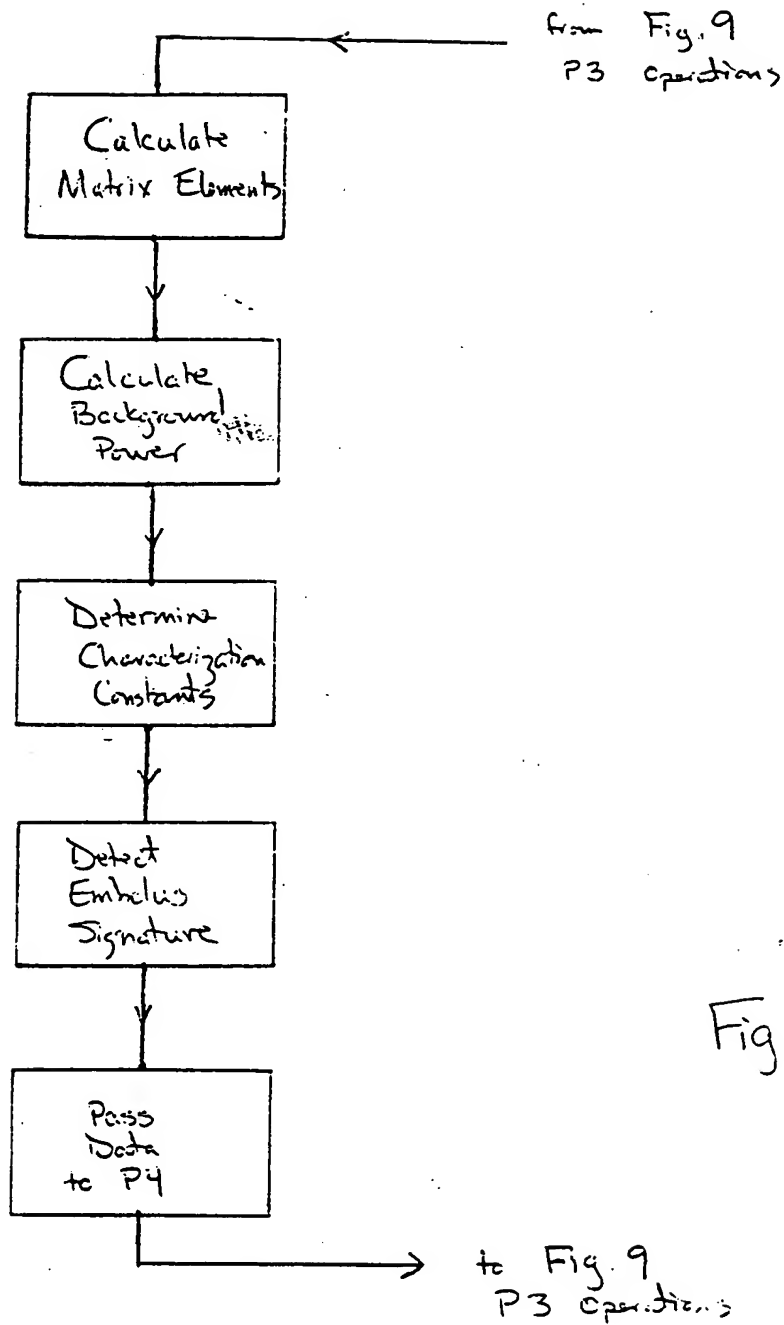 from Fig. 9
P3 operations
Calculate
Matrix Elements
Calculate
Background
Power
Determine
Characterization
Constants
Detect
Embolus
Signature
Pass
Data
to P4
Fig
to Fig. 9
P3 operations